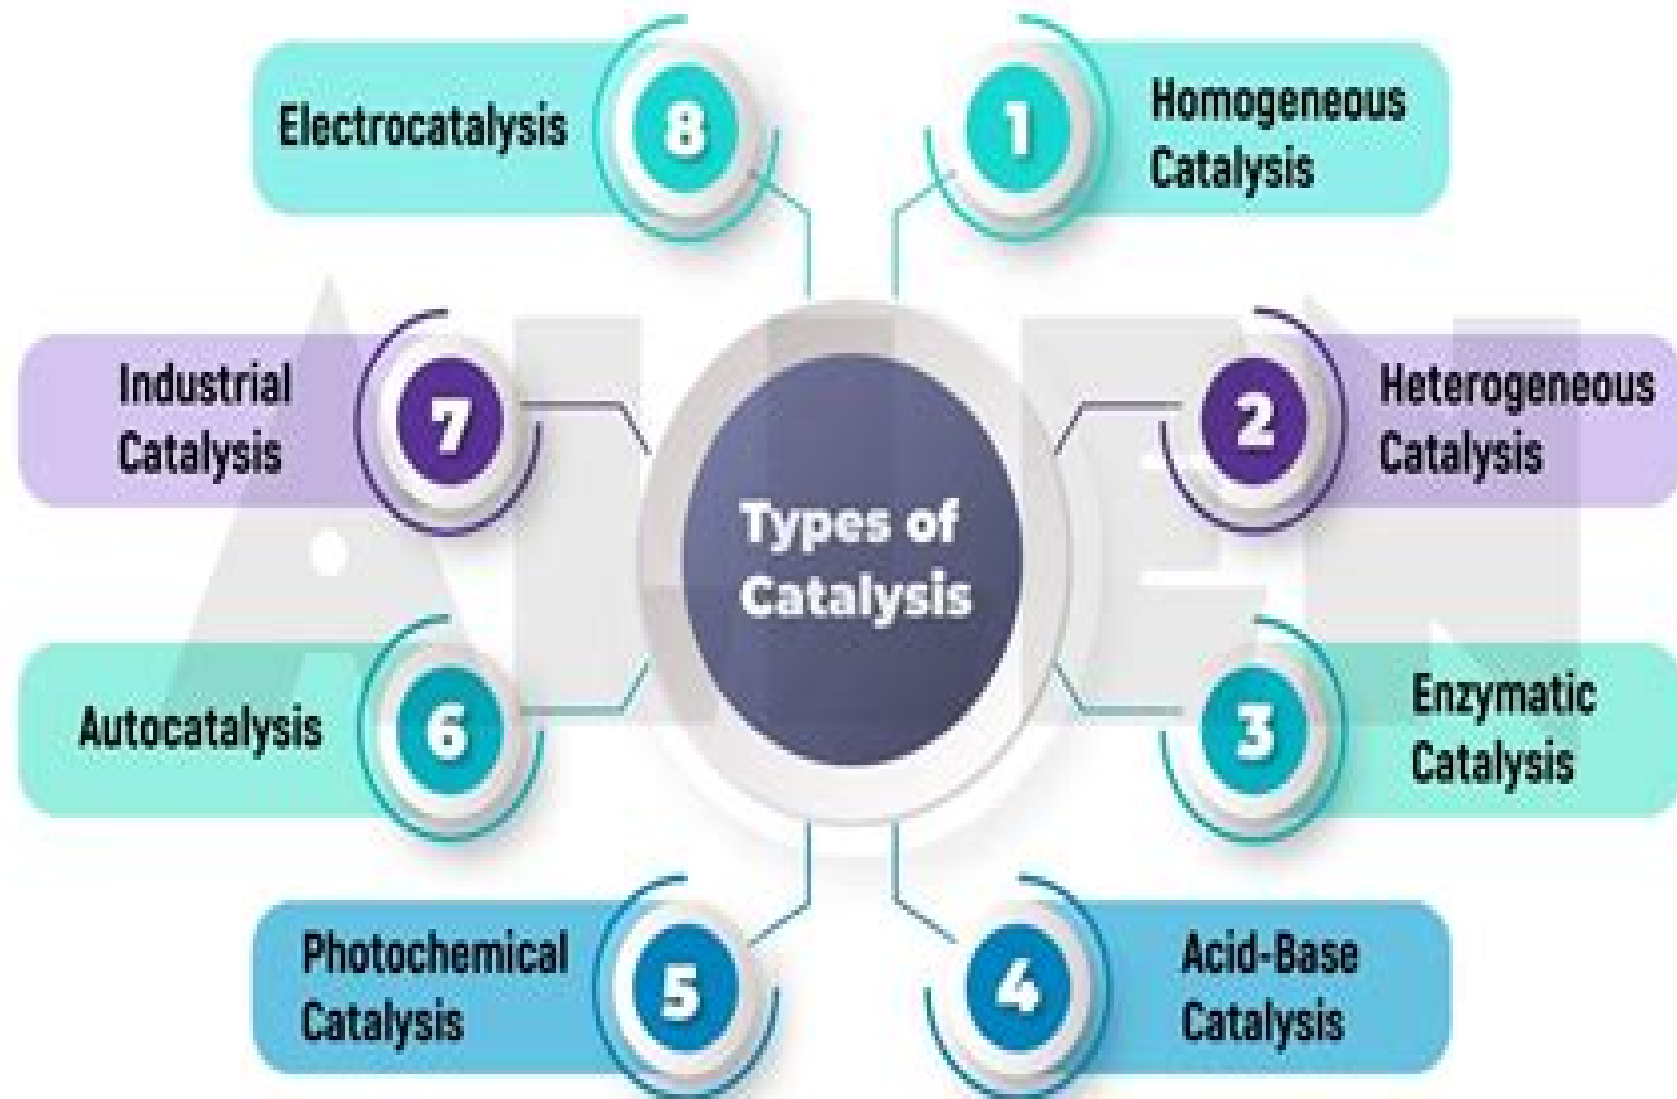 Types of
Catalysis
1
Homogeneous
Catalysis
2
Heterogeneous
Catalysis
3
Enzymatic
Catalysis
4
Acid-Base
Catalysis
5
Photochemical
Catalysis
6
Autocatalysis
7
Industrial
Catalysis
8
Electrocatalysis
ALLEN